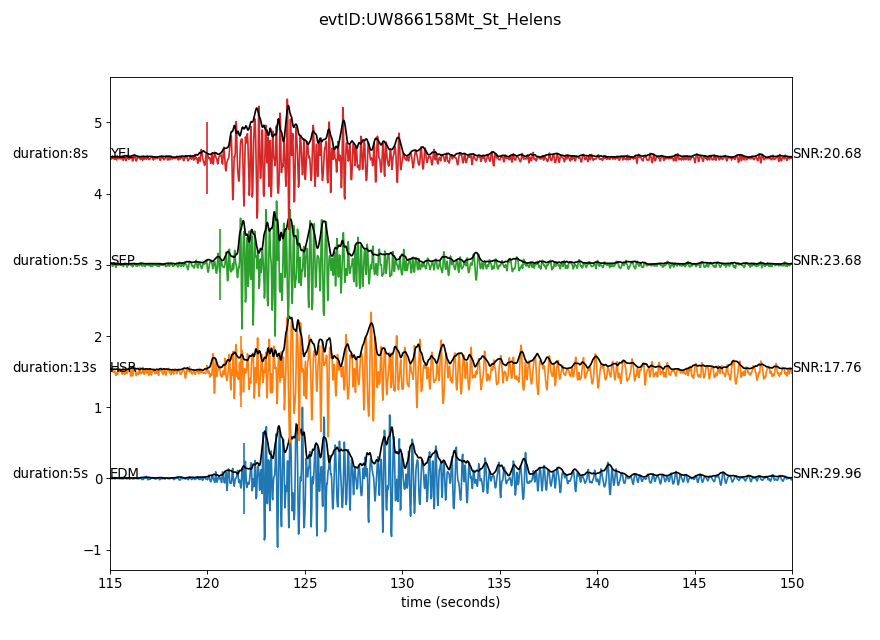 evtID:UW866158Mt_St_Helens
5
duration:8s YEL SNR:20.68
4
duration:5s SEP SNR:23.68
3
2
duration:13s HSR SNR:17.76
1
duration:5s EDM SNR:29.96
0
−1
115 120 125 130 135 140 145 150
time (seconds)